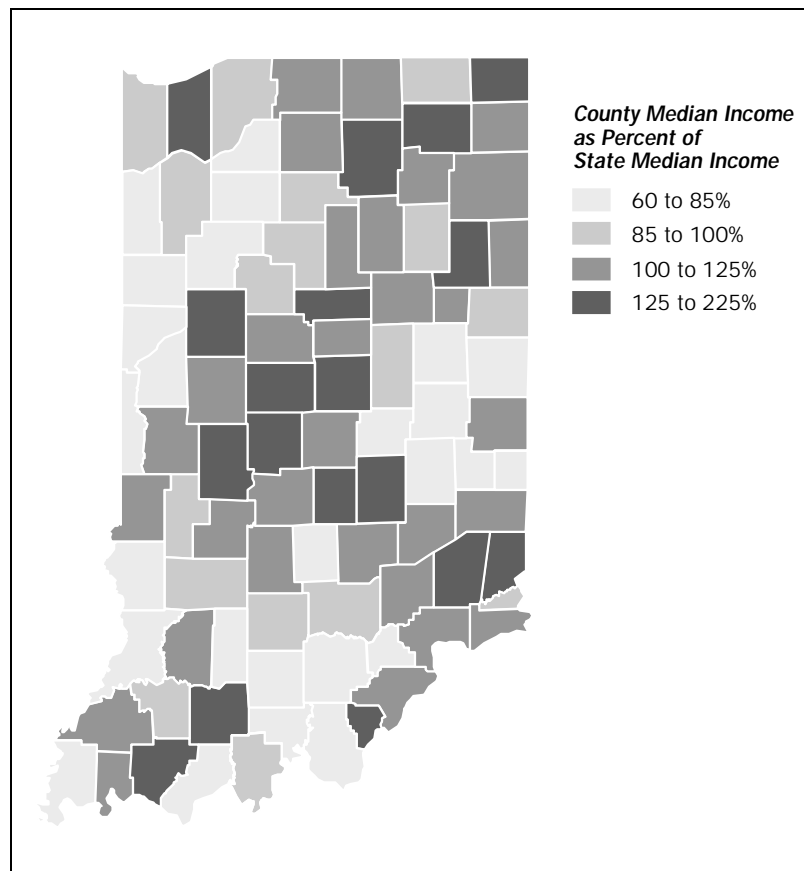 County Median Income
as Percent of
State Median Income
60 to 85%
85 to 100%
100 to 125%
125 to 225%